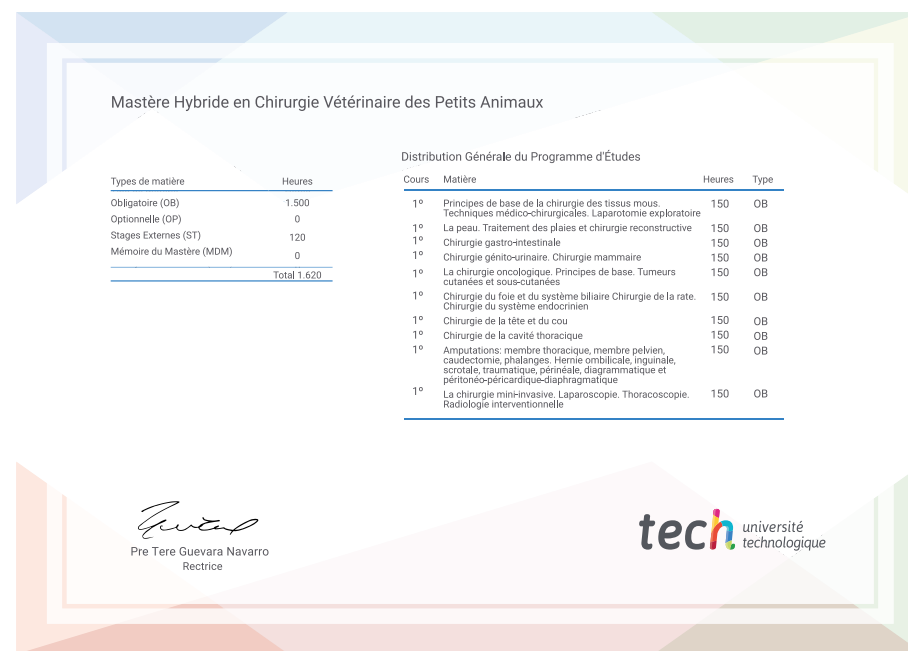 Mastère Hybride en Chirurgie Vétérinaire des Petits Animaux
Types de matière Heures
Obligatoire (OB) 1.500
Optionnelle (OP) 0
Stages Externes (ST) 120
Mémoire du Mastère (MDM) 0
Total 1.620
Distribution Générale du Programme d'Études
Cours Matière Heures Type
1º Principes de base de la chirurgie des tissus mous. 150 OB
Techniques médico-chirurgicales. Laparotomie exploratoire
1º La peau. Traitement des plaies et chirurgie reconstructive 150 OB
1º Chirurgie gastro-intestinale 150 OB
1º Chirurgie génito-urinaire. Chirurgie mammaire 150 OB
1º La chirurgie oncologique. Principes de base. Tumeurs 150 OB
cutanées et sous-cutanées
1º Chirurgie du foie et du système biliaire Chirurgie de la rate. 150 OB
Chirurgie du système endocrinien
1º Chirurgie de la tête et du cou 150 OB
1º Chirurgie de la cavité thoracique 150 OB
1º Amputations: membre thoracique, membre pelvien, 150 OB
caudectomie, phalanges. Hernie ombilicale, inguinale,
scrotale, traumatique, périnéale, diagrammatique et
péritonéo-péricardique-diaphragmatique
1º La chirurgie mini-invasive. Laparoscopie. Thoracoscopie. 150 OB
Radiologie interventionnelle
Pre Tere Guevara Navarro
Rectrice
tech université
technologique